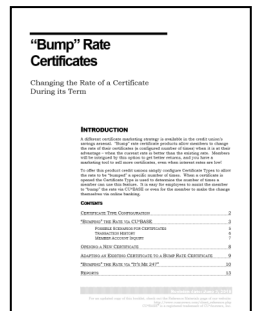 “Bump” Rate
Certificates
Changing the Rate of a Certificate
During its Term
INTRODUCTION
A different certificate marketing strategy is available in the credit union's
savings arsenal. “Bump” rate certificate products allow members to change
the rate of their certificates (a configured number of times) when it is at their
advantage – when the current rate is better than the existing rate. Members
will be intrigued by this option to get better returns, and you have a
marketing tool to sell more certificates, even when interest rates are low!
To offer this product credit unions simply configure Certificate Types to allow
the rate to be “bumped” a specific number of times. When a certificate is
opened the Certificate Type is used to determine the number of times a
member can use this feature. It is easy for employees to assist the member
to “bump” the rate via CU*BASE or even for the member to make the change
themselves via online banking.
CONTENTS
CERTIFICATE TYPE CONFIGURATION 2
“BUMPING” THE RATE VIA CU*BASE 3
POSSIBLE SCENARIOS FOR CERTIFICATES
TRANSACTION HISTORY
MEMBER ACCOUNT INQUIRY 7
OPENING A NEW CERTIFICATE 8
ADAPTING AN EXISTING CERTIFICATE TO A BUMP RATE CERTIFICATE 9
“BUMPING” THE RATE VIA “IT'S ME 247” 10
REPORTS 13